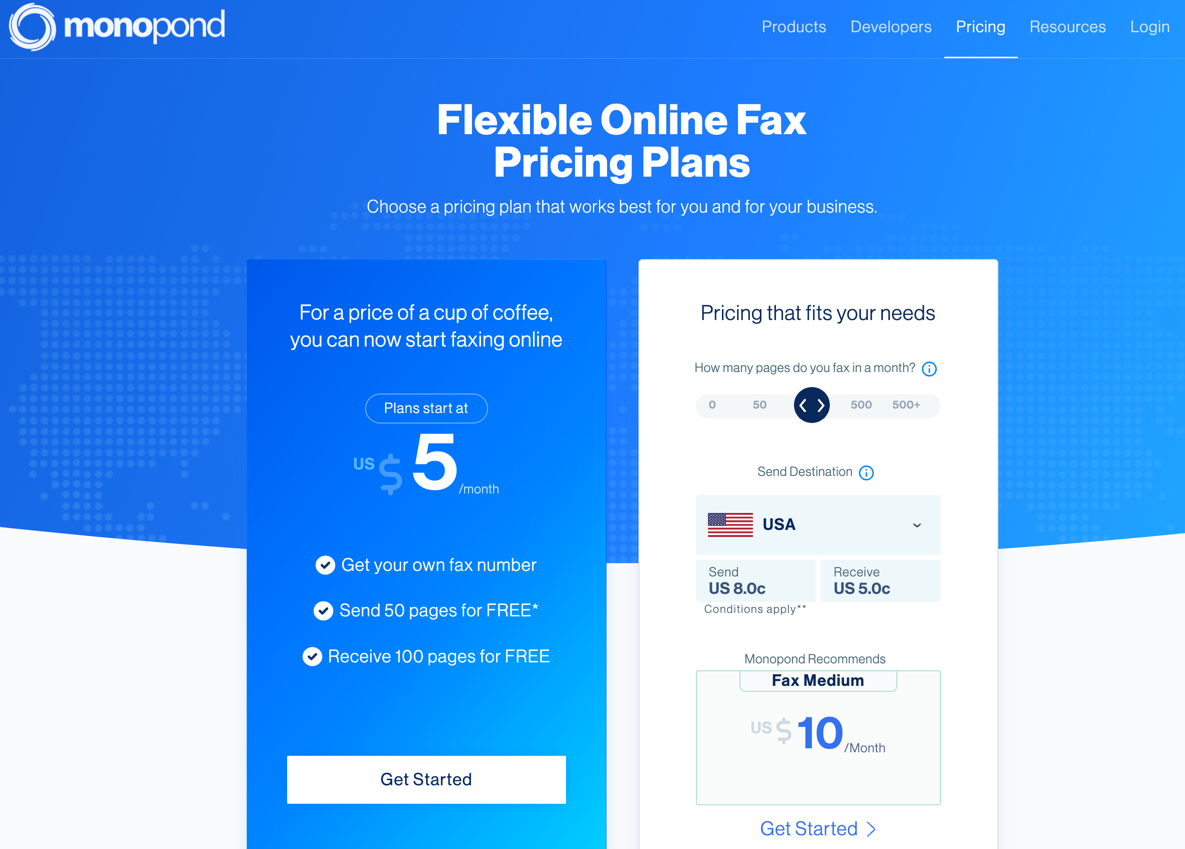 monopond
Products Developers Pricing Resources Login
Flexible Online Fax
Pricing Plans
Choose a pricing plan that works best for you and for your business.
For a price of a cup of coffee,
you can now start faxing online
Plans start at
US $ 5 /month
Get your own fax number
Send 50 pages for FREE*
Receive 100 pages for FREE
Get Started
Pricing that fits your needs
How many pages do you fax in a month?
0 50 500 500+
Send Destination
USA
Send Receive
US 8.0c US 5.0c
Conditions apply**
Monopond Recommends
Fax Medium
US $ 10 /Month
Get Started